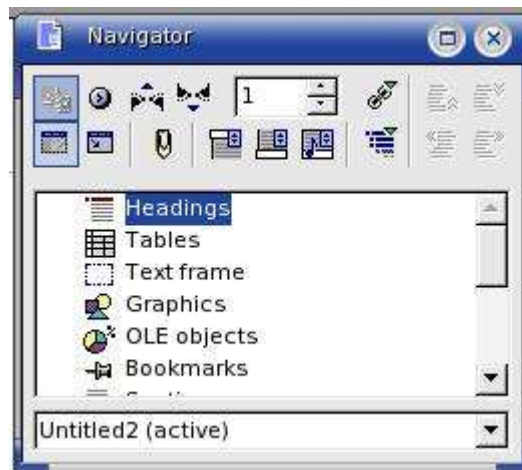 Navigator
1
Headings
Tables
Text frame
Graphics
OLE objects
Bookmarks
Untitled2 (active)